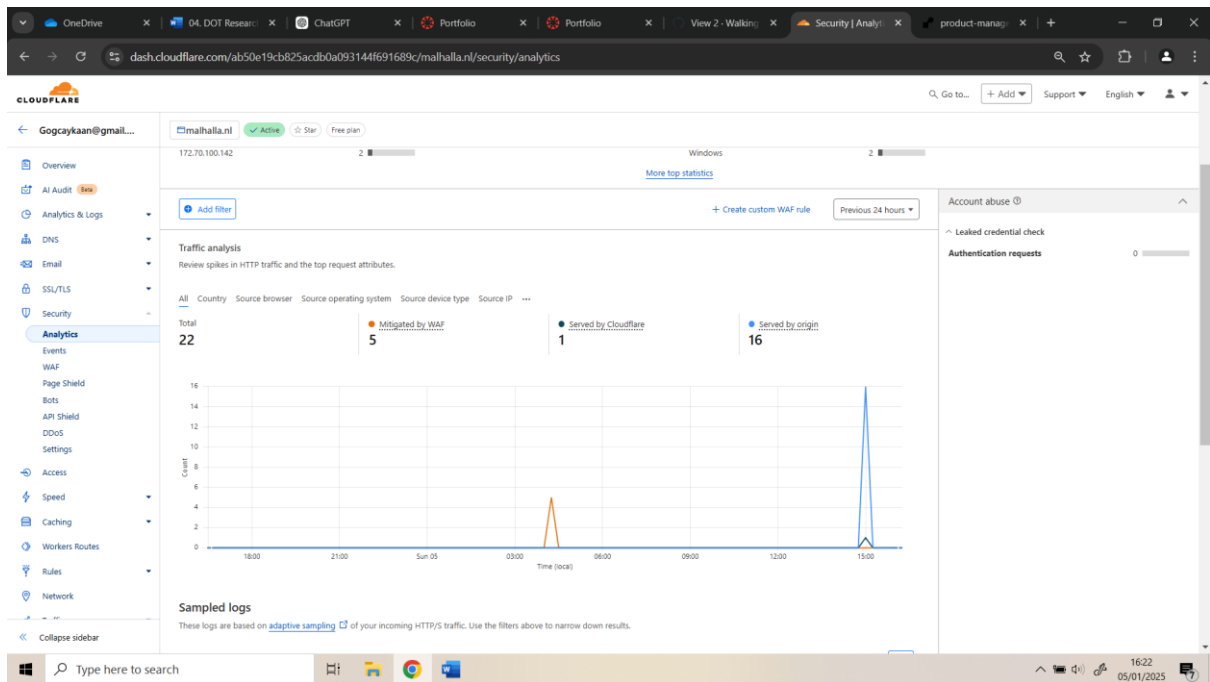 OneDrive
04. DOT Researc
ChatGPT
Portfolio
Portfolio
View 2 - Walking
Security | Analyt
product-manag
dash.cloudflare.com/ab50e19cb825acdb0a093144f691689c/malhalla.nl/security/analytics
CLOUDFLARE
Go to...
+ Add
Support
English
Gogcaykaan@gmail....
malhalla.nl
Active
Star
Free plan
172.70.100.142 2
Windows 2
More top statistics
Overview
AI Audit Beta
Analytics & Logs
DNS
Email
SSL/TLS
Security
Analytics
Events
WAF
Page Shield
Bots
API Shield
DDoS
Settings
Access
Speed
Caching
Workers Routes
Rules
Network
Collapse sidebar
Add filter
+ Create custom WAF rule
Previous 24 hours
Traffic analysis
Review spikes in HTTP traffic and the top request attributes.
All Country Source browser Source operating system Source device type Source IP ...
Total
22
Mitigated by WAF
5
Served by Cloudflare
1
Served by origin
16
16
14
12
10
8
6
4
2
0
Count
18:00 21:00 Sun 05 03:00 06:00 09:00 12:00 15:00
Time (local)
Sampled logs
These logs are based on adaptive sampling of your incoming HTTP/S traffic. Use the filters above to narrow down results.
Account abuse
Leaked credential check
Authentication requests 0
Type here to search
16:22
05/01/2025
7